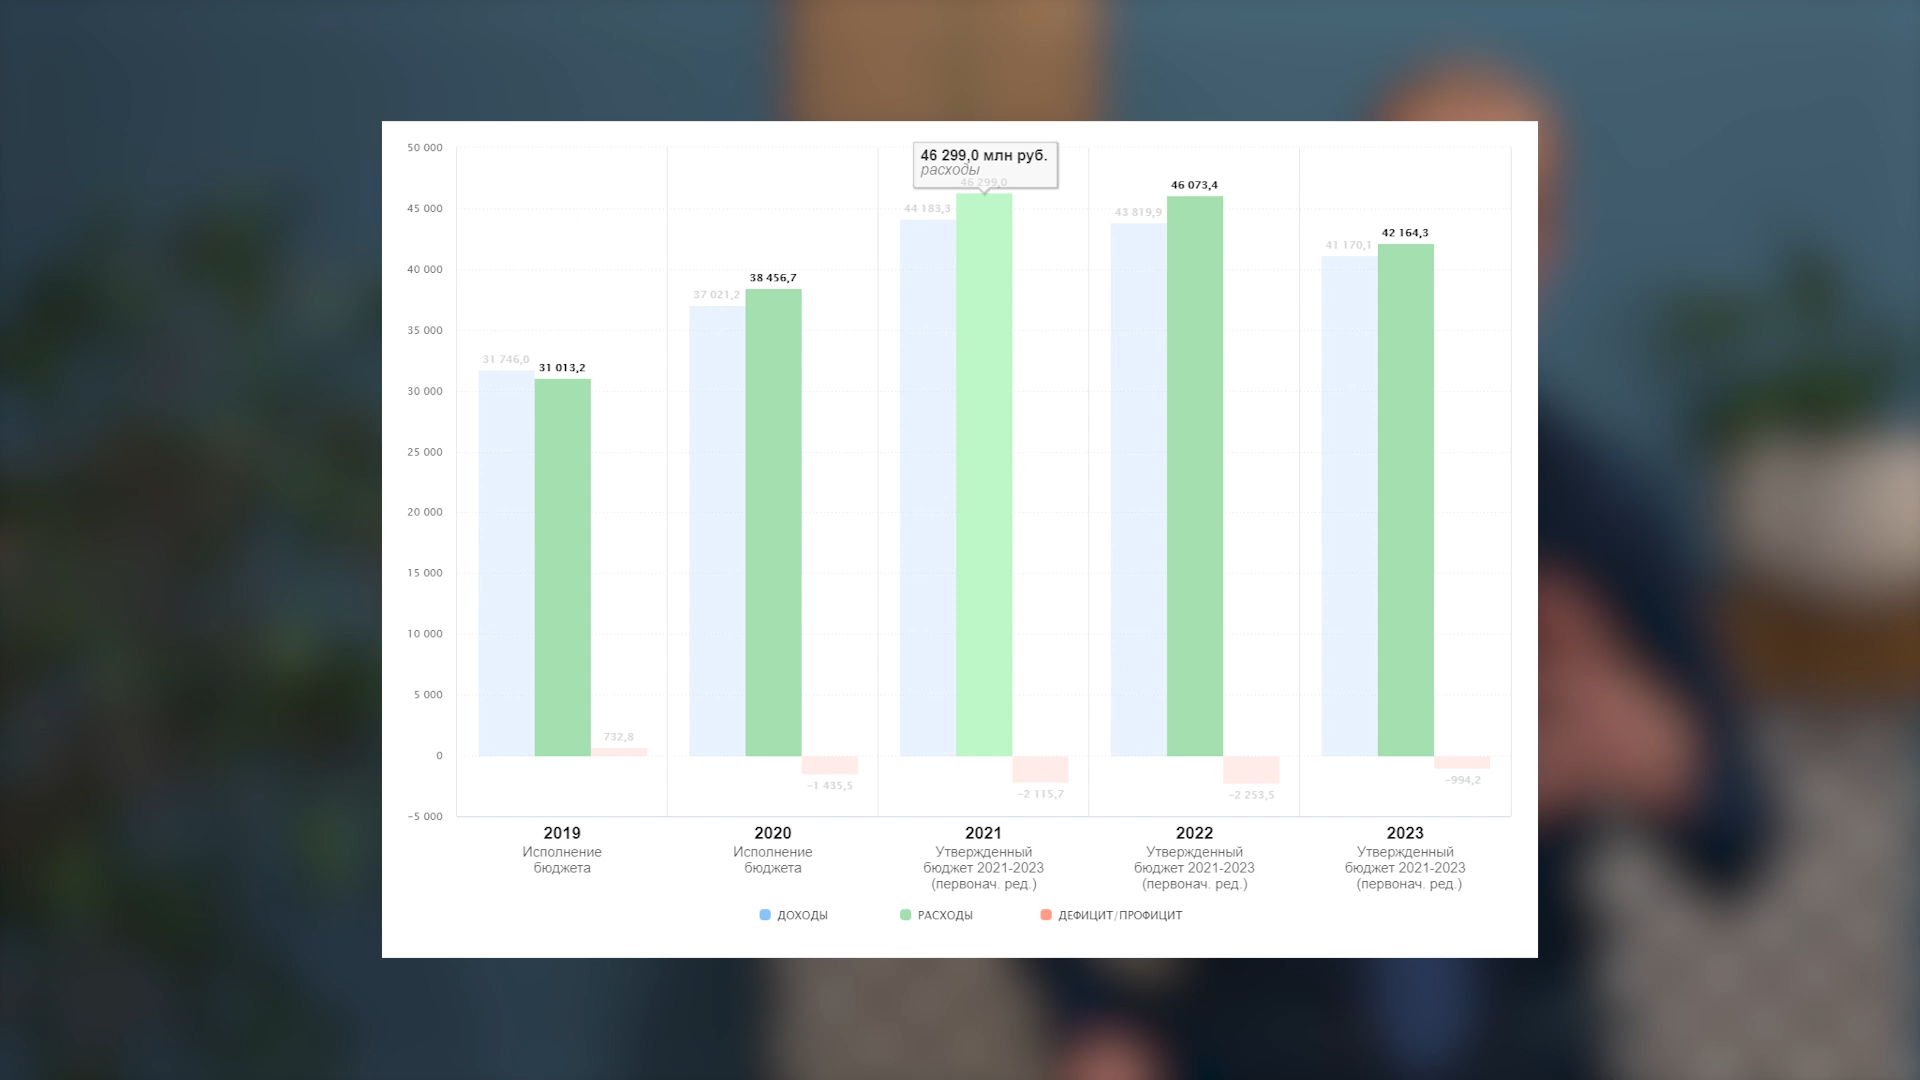 50 000
45 000
40 000
35 000
30 000
25 000
20 000
15 000
10 000
5 000
0
−5 000
46 299,0 млн руб.
расходы
46 299,0
31 746,0
31 013,2
732,8
37 021,2
38 456,7
−1 435,5
44 183,3
−2 115,7
43 819,9
46 073,4
−2 253,5
41 170,1
42 164,3
−994,2
2019
Исполнение
бюджета
2020
Исполнение
бюджета
2021
Утвержденный
бюджет 2021-2023
(первонач. ред.)
2022
Утвержденный
бюджет 2021-2023
(первонач. ред.)
2023
Утвержденный
бюджет 2021-2023
(первонач. ред.)
ДОХОДЫ
РАСХОДЫ
ДЕФИЦИТ/ПРОФИЦИТ